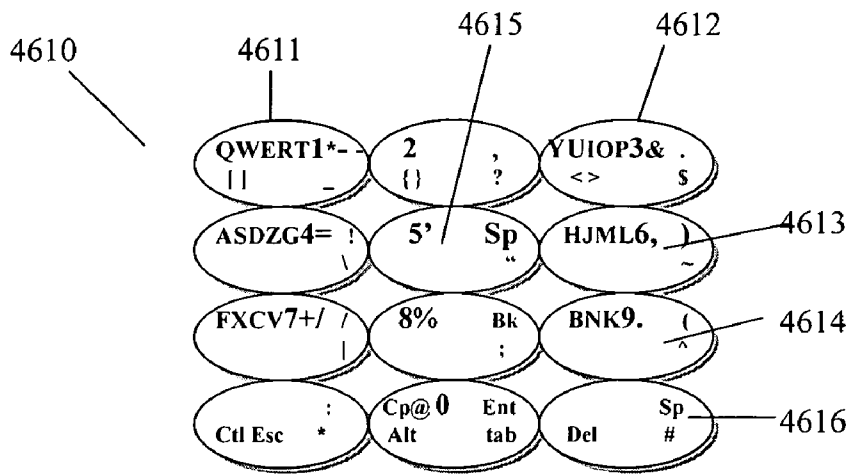 4610 4611 4615 4612
QWERT1*- -
[ ] _
2 ,
{} ?
YUIOP3& .
<> $
ASDZG4= !
\
5’ Sp
“
HJML6, )
~
4613
FXCV7+/ /
|
8% Bk
;
BNK9. (
^
4614
:
Ctl Esc *
Cp@0 Ent
Alt tab
Sp
Del #
4616